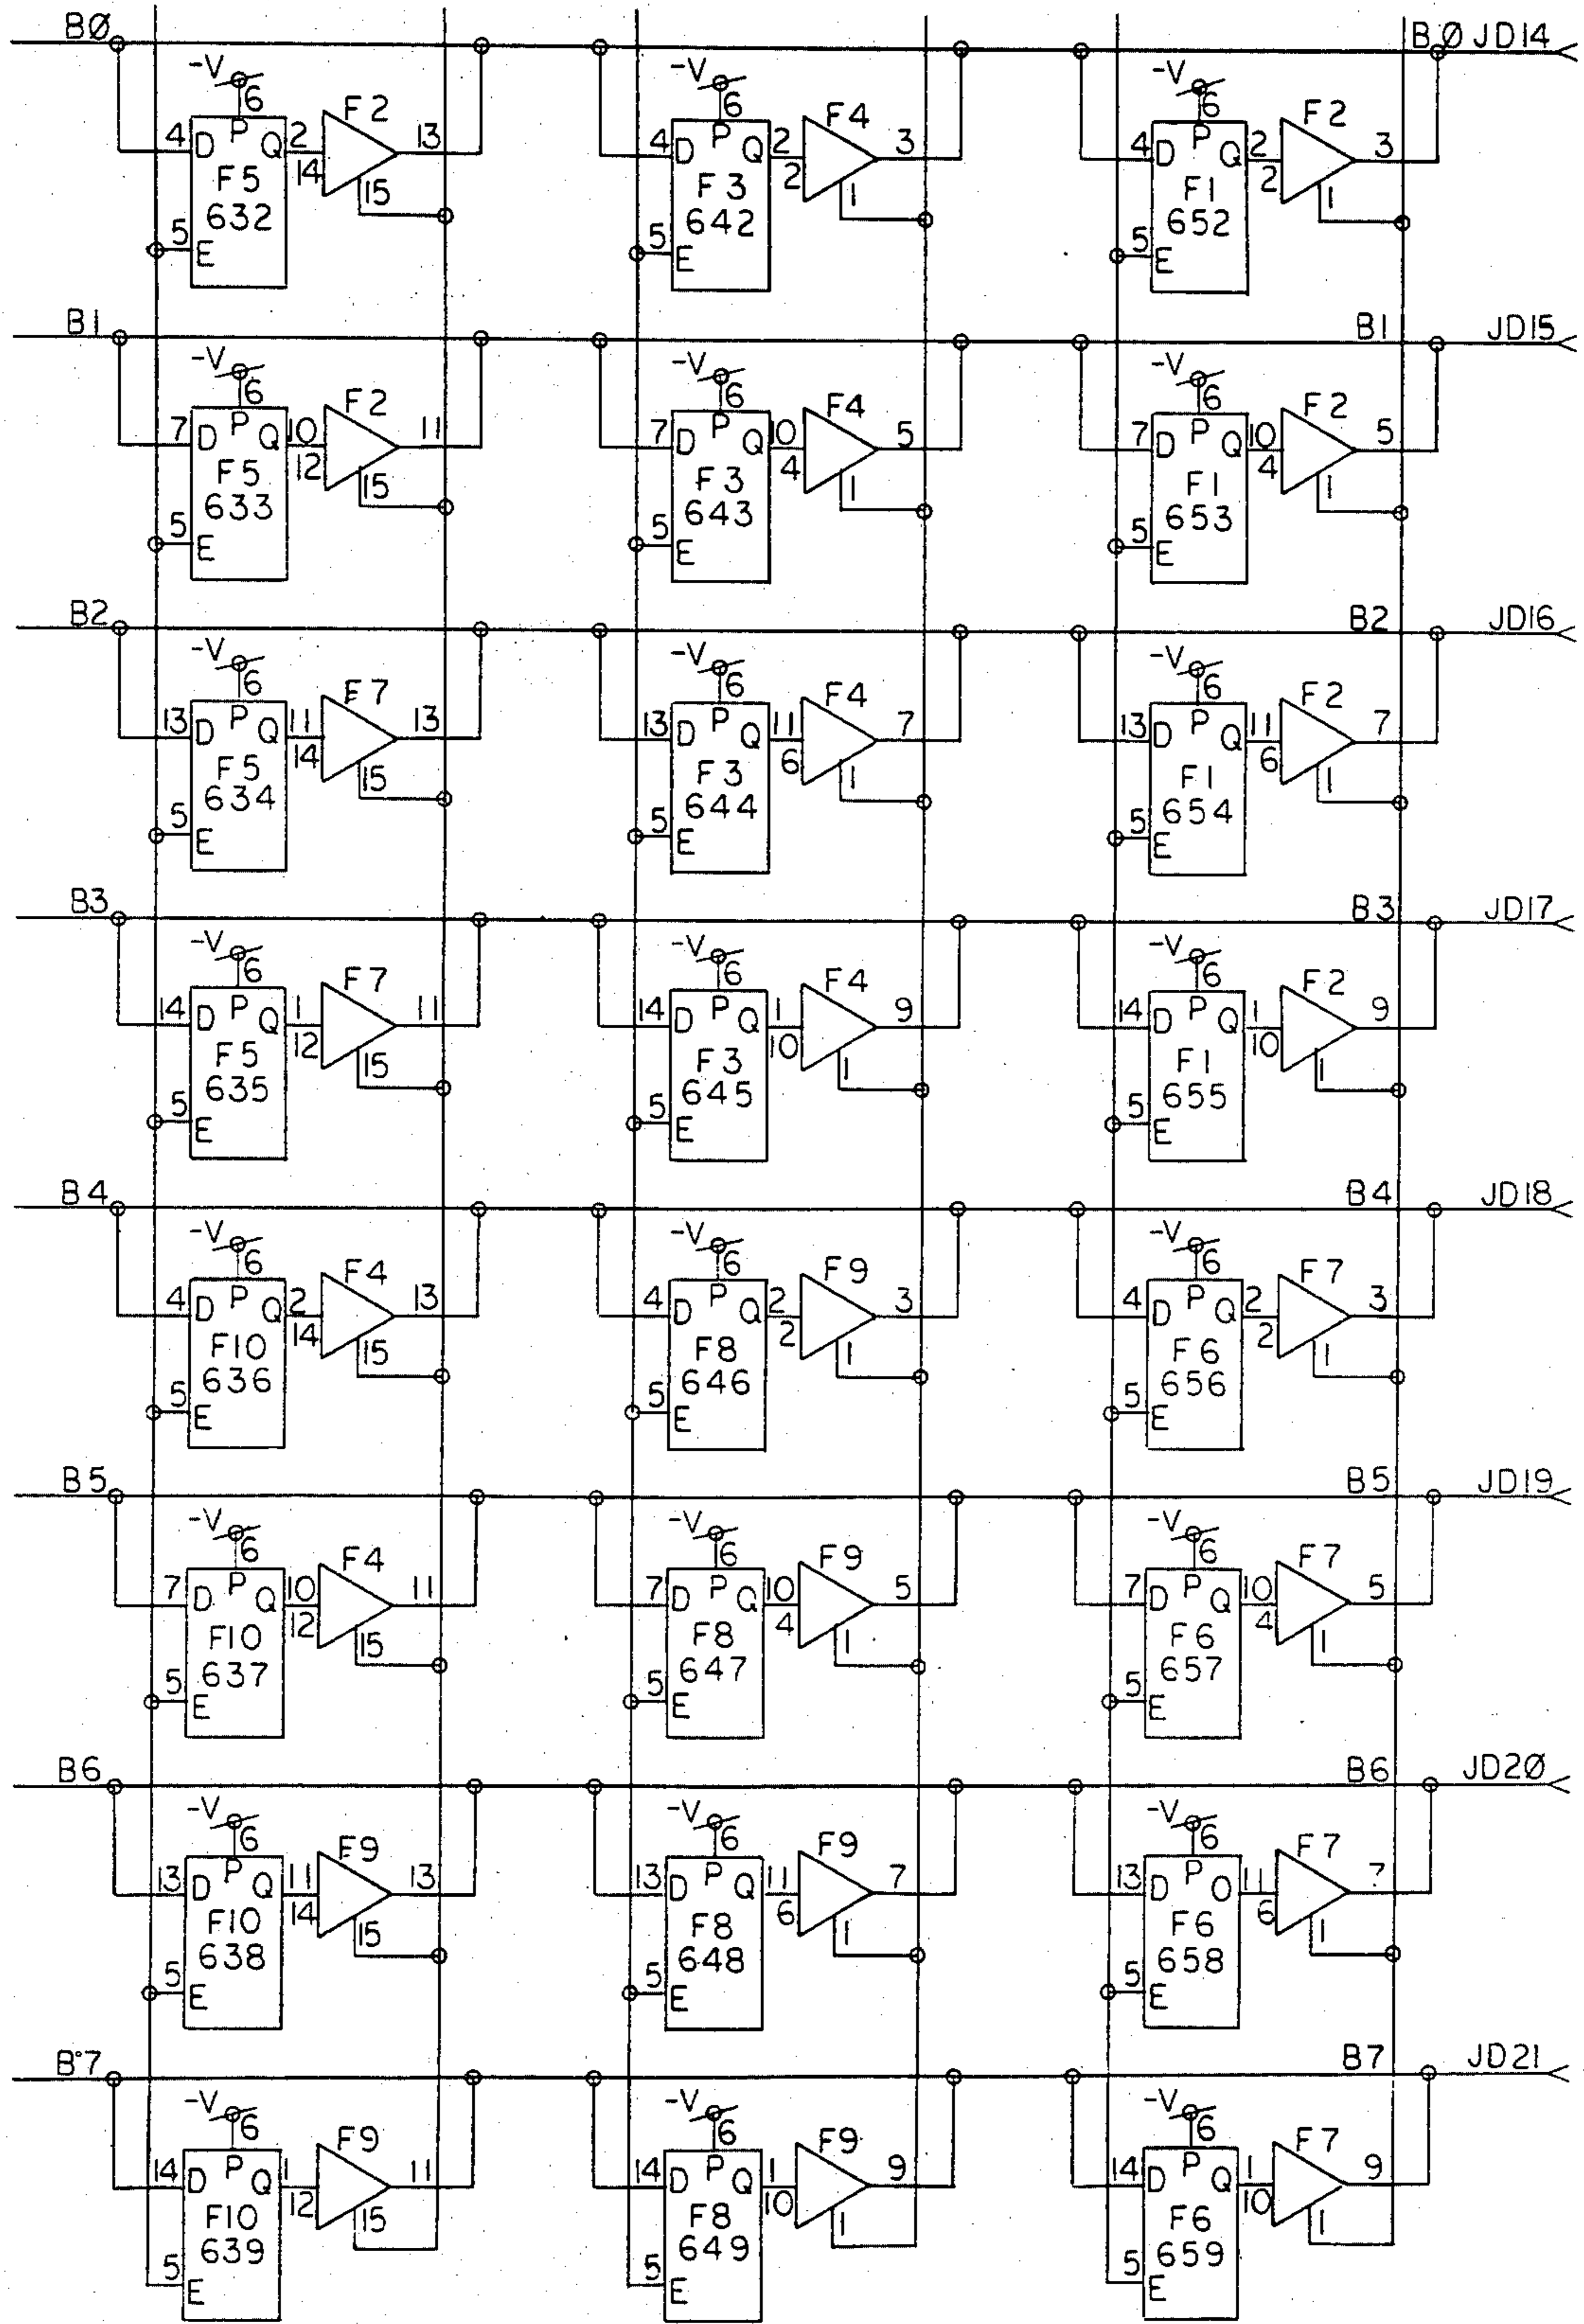 BØ B.Ø JD14
-V 6 F2 -V 6 F4 -V 6 F2
4 D P Q 2 14 13 4 D P Q 2 2 3 4 D P Q 2 2 3
F5 15 F3 1 F1 1
632 642 652
5 E 5 E 5 E
B1 B1 JD15
-V 6 F2 -V 6 F4 -V 6 F2
7 D P Q 10 12 11 7 D P Q 10 4 5 7 D P Q 10 4 5
F5 15 F3 1 F1 1
633 643 653
5 E 5 E 5 E
B2 B2 JD16
-V 6 F7 -V 6 F4 -V 6 F2
13 D P Q 11 14 13 13 D P Q 11 6 7 13 D P Q 11 6 7
F5 15 F3 1 F1 1
634 644 654
5 E 5 E 5 E
B3 B3 JD17
-V 6 F7 -V 6 F4 -V 6 F2
14 D P Q 1 12 11 14 D P Q 1 10 9 14 D P Q 1 10 9
F5 15 F3 1 F1 1
635 645 655
5 E 5 E 5 E
B4 B4 JD18
-V 6 F4 -V 6 F9 -V 6 F7
4 D P Q 2 14 13 4 D P Q 2 2 3 4 D P Q 2 2 3
F10 15 F8 1 F6 1
636 646 656
5 E 5 E 5 E
B5 B5 JD19
-V 6 F4 -V 6 F9 -V 6 F7
7 D P Q 10 12 11 7 D P Q 10 4 5 7 D P Q 10 4 5
F10 15 F8 1 F6 1
637 647 657
5 E 5 E 5 E
B6 B6 JD2Ø
-V 6 F9 -V 6 F9 -V 6 F7
13 D P Q 11 14 13 13 D P Q 11 6 7 13 D P O 11 6 7
F10 15 F8 1 F6 1
638 648 658
5 E 5 E 5 E
B7 B7 JD21
-V 6 F9 -V 6 F9 -V 6 F7
14 D P Q 1 12 11 14 D P Q 1 10 9 14 D P Q 1 10 9
F10 15 F8 1 F6 1
639 649 659
5 E 5 E 5 E